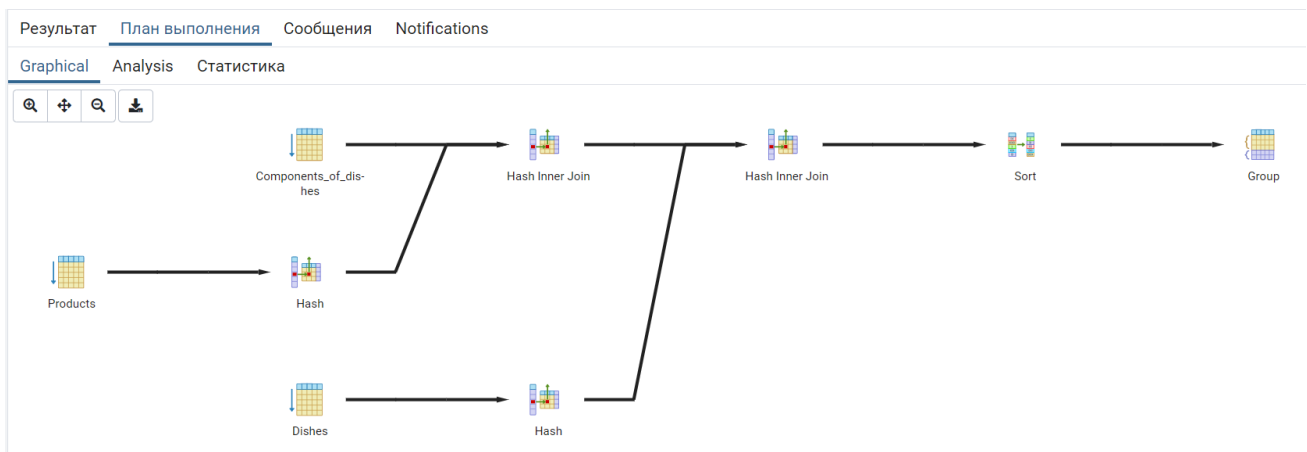 Результат План выполнения Сообщения Notifications
Graphical Analysis Статистика
Components_of_dis-
hes
Hash Inner Join
Hash Inner Join
Sort
Group
Products
Hash
Dishes
Hash